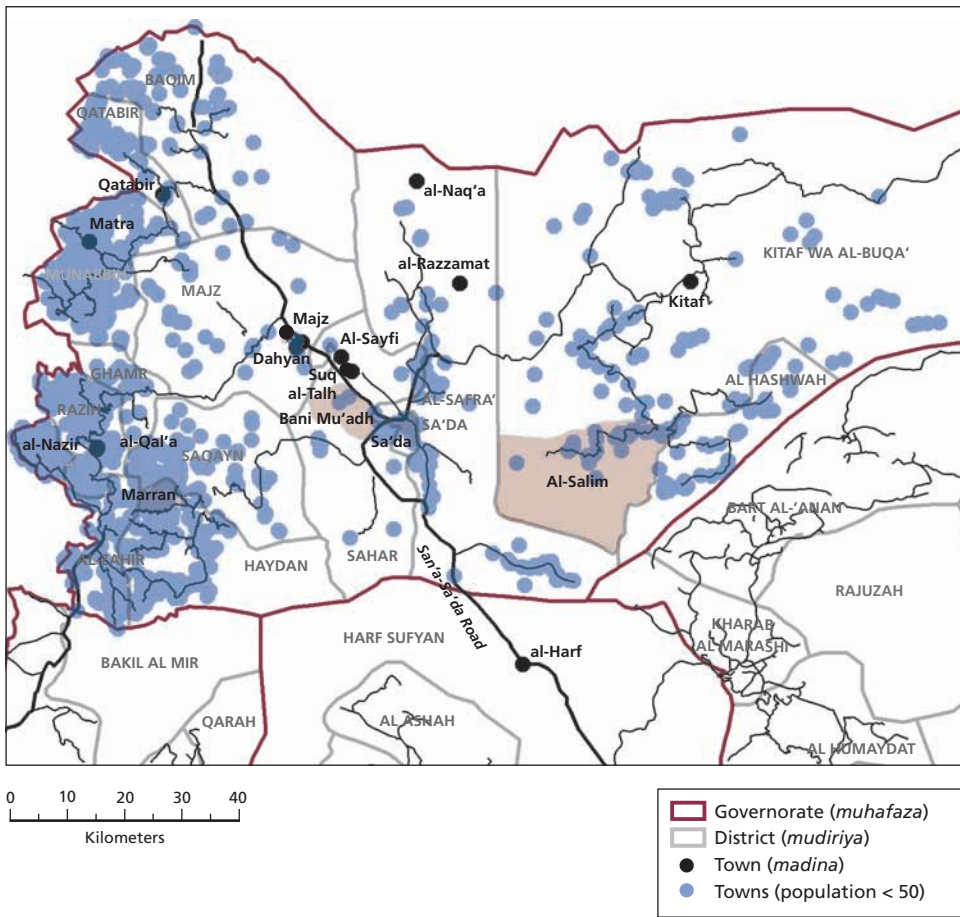 BAQIM
QATABIR
Qatabir
al-Naq‘a
Matra
al-Razzamat
KITAF WA AL-BUQA‘
MUNABBIH
MAJZ
Kitaf
Majz
Al-Sayfi
Dahyan
Suq
al-Talh
GHAMR
AL HASHWAH
RAZIH
AL-SAFRA’
Bani Mu‘adh
SA‘DA
al-Nazir
al-Qal‘a
Sa‘da
SAQAYN
Al-Salim
Marran
BART AL-‘ANAN
AL ZAHIR
HAYDAN
SAHAR
San‘a-Sa‘da Road
RAJUZAH
KHARAB
AL MARASHI
HARF SUFYAN
al-Harf
BAKIL AL MIR
QARAH
AL ASHAH
AL HUMAYDAT
0 10 20 30 40
Kilometers
Governorate (muhafaza)
District (mudiriya)
Town (madina)
Towns (population < 50)